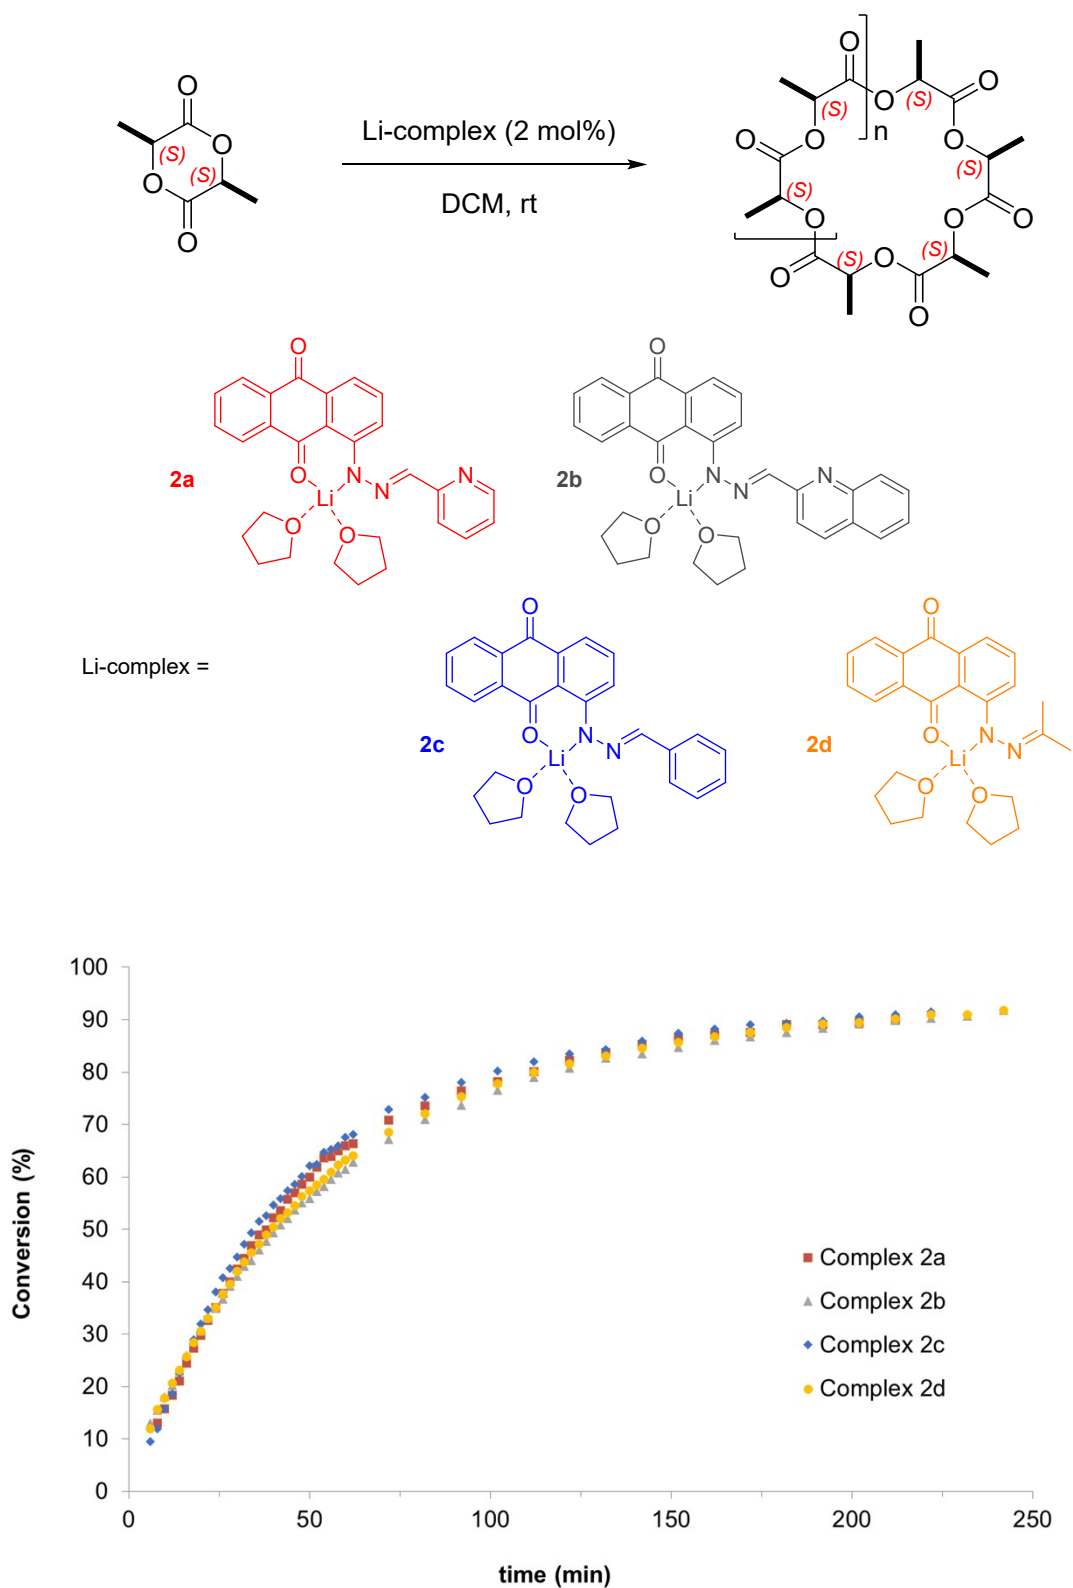 O
O
O
O
(S)
(S)
Li-complex (2 mol%)
DCM, rt
O
O
O
O
O
O
O
O
O
O
O
O
(S)
(S)
(S)
(S)
(S)
(S)
n
2a
O
O
N
N
N
Li
O
O
2b
O
O
N
N
N
Li
O
O
Li-complex =
2c
O
O
N
N
Li
O
O
2d
O
O
N
N
Li
O
O
100
90
80
70
60
50
40
30
20
10
0
Conversion (%)
Complex 2a
Complex 2b
Complex 2c
Complex 2d
0
50
100
150
200
250
time (min)